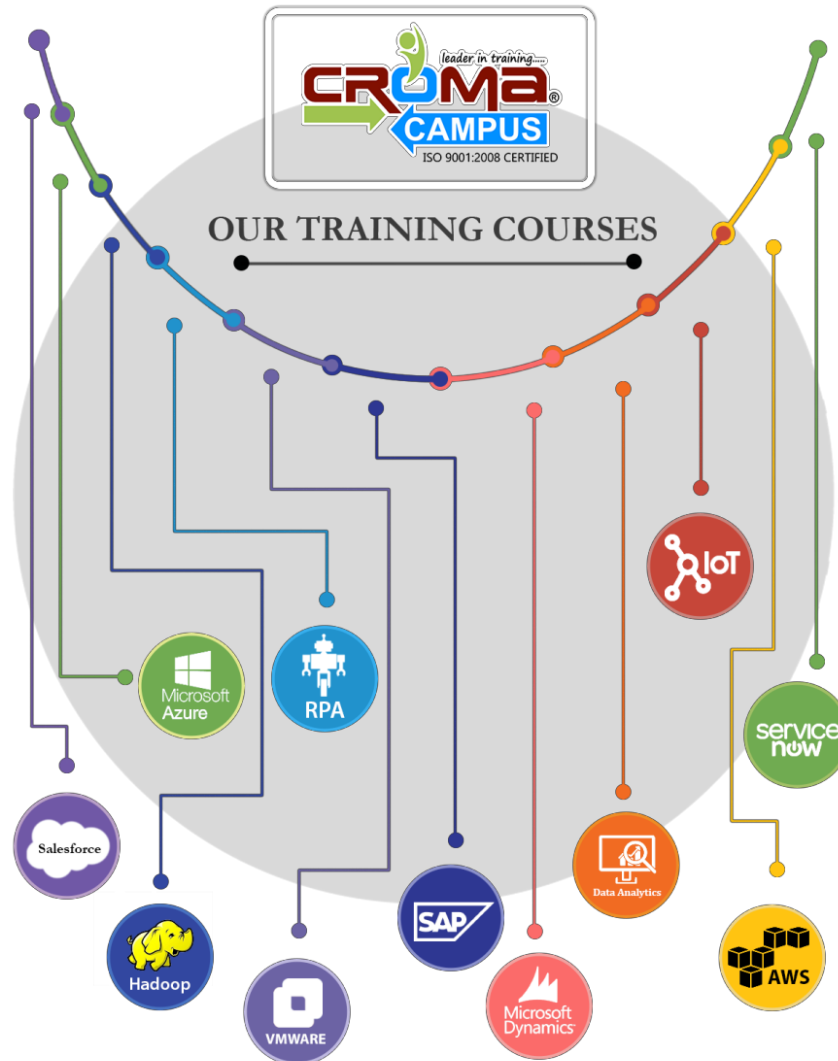 leader in training.....
CROMA®
CAMPUS
ISO 9001:2008 CERTIFIED
OUR TRAINING COURSES
IoT
Microsoft
Azure
RPA
service
now
Salesforce
Data Analytics
SAP
Hadoop
AWS
VMWARE
Microsoft
Dynamics